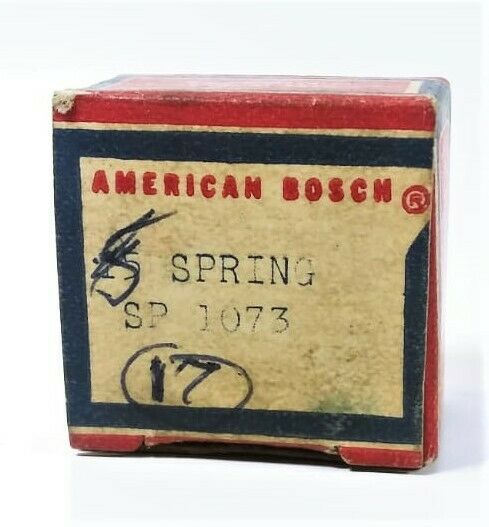 AMERICAN BOSCH ®
SPRING
SP 1073
17